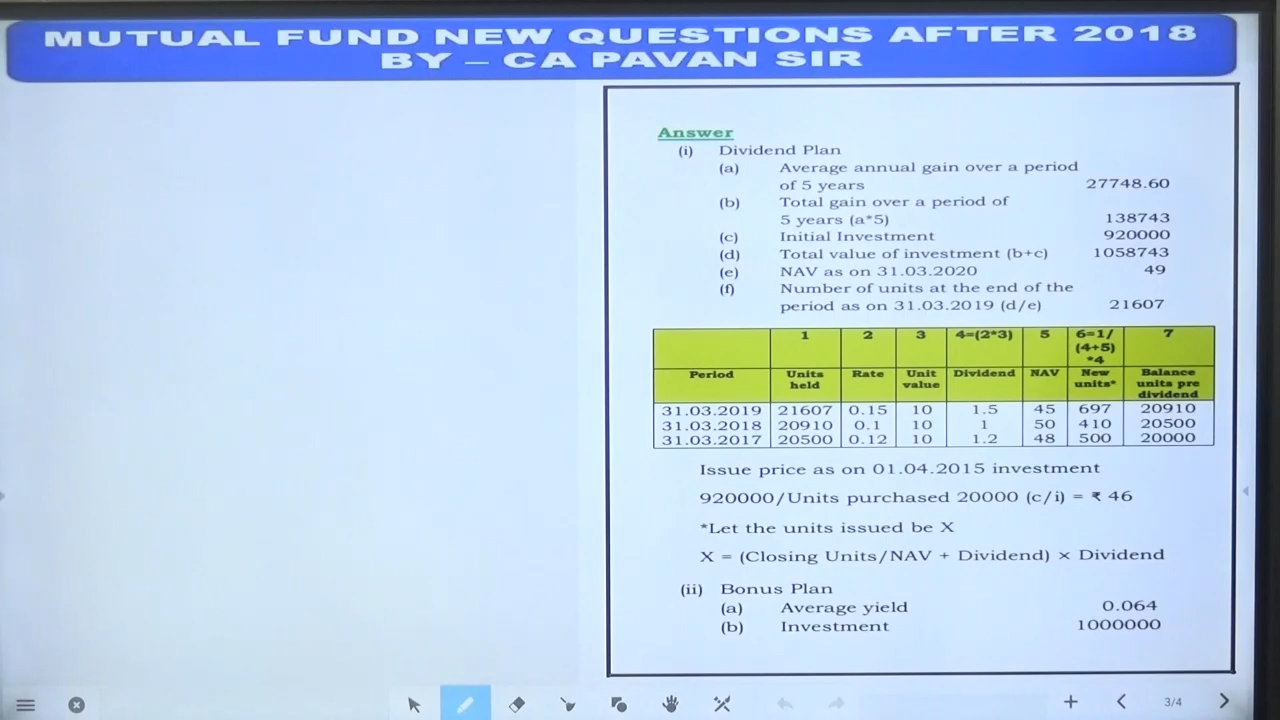 MUTUAL FUND NEW QUESTIONS AFTER 2018
BY – CA PAVAN SIR
Answer
(i) Dividend Plan
(a) Average annual gain over a period
of 5 years 27748.60
(b) Total gain over a period of
5 years (a*5) 138743
(c) Initial Investment 920000
(d) Total value of investment (b+c) 1058743
(e) NAV as on 31.03.2020 49
(f) Number of units at the end of the
period as on 31.03.2019 (d/e) 21607
1 2 3 4=(2*3) 5 6=1/
(4+5)
*4 7
Period Units
held Rate Unit
value Dividend NAV New
units* Balance
units pre
dividend
31.03.2019 21607 0.15 10 1.5 45 697 20910
31.03.2018 20910 0.1 10 1 50 410 20500
31.03.2017 20500 0.12 10 1.2 48 500 20000
Issue price as on 01.04.2015 investment
920000/Units purchased 20000 (c/i) = ₹ 46
*Let the units issued be X
X = (Closing Units/NAV + Dividend) × Dividend
(ii) Bonus Plan
(a) Average yield 0.064
(b) Investment 1000000
3/4